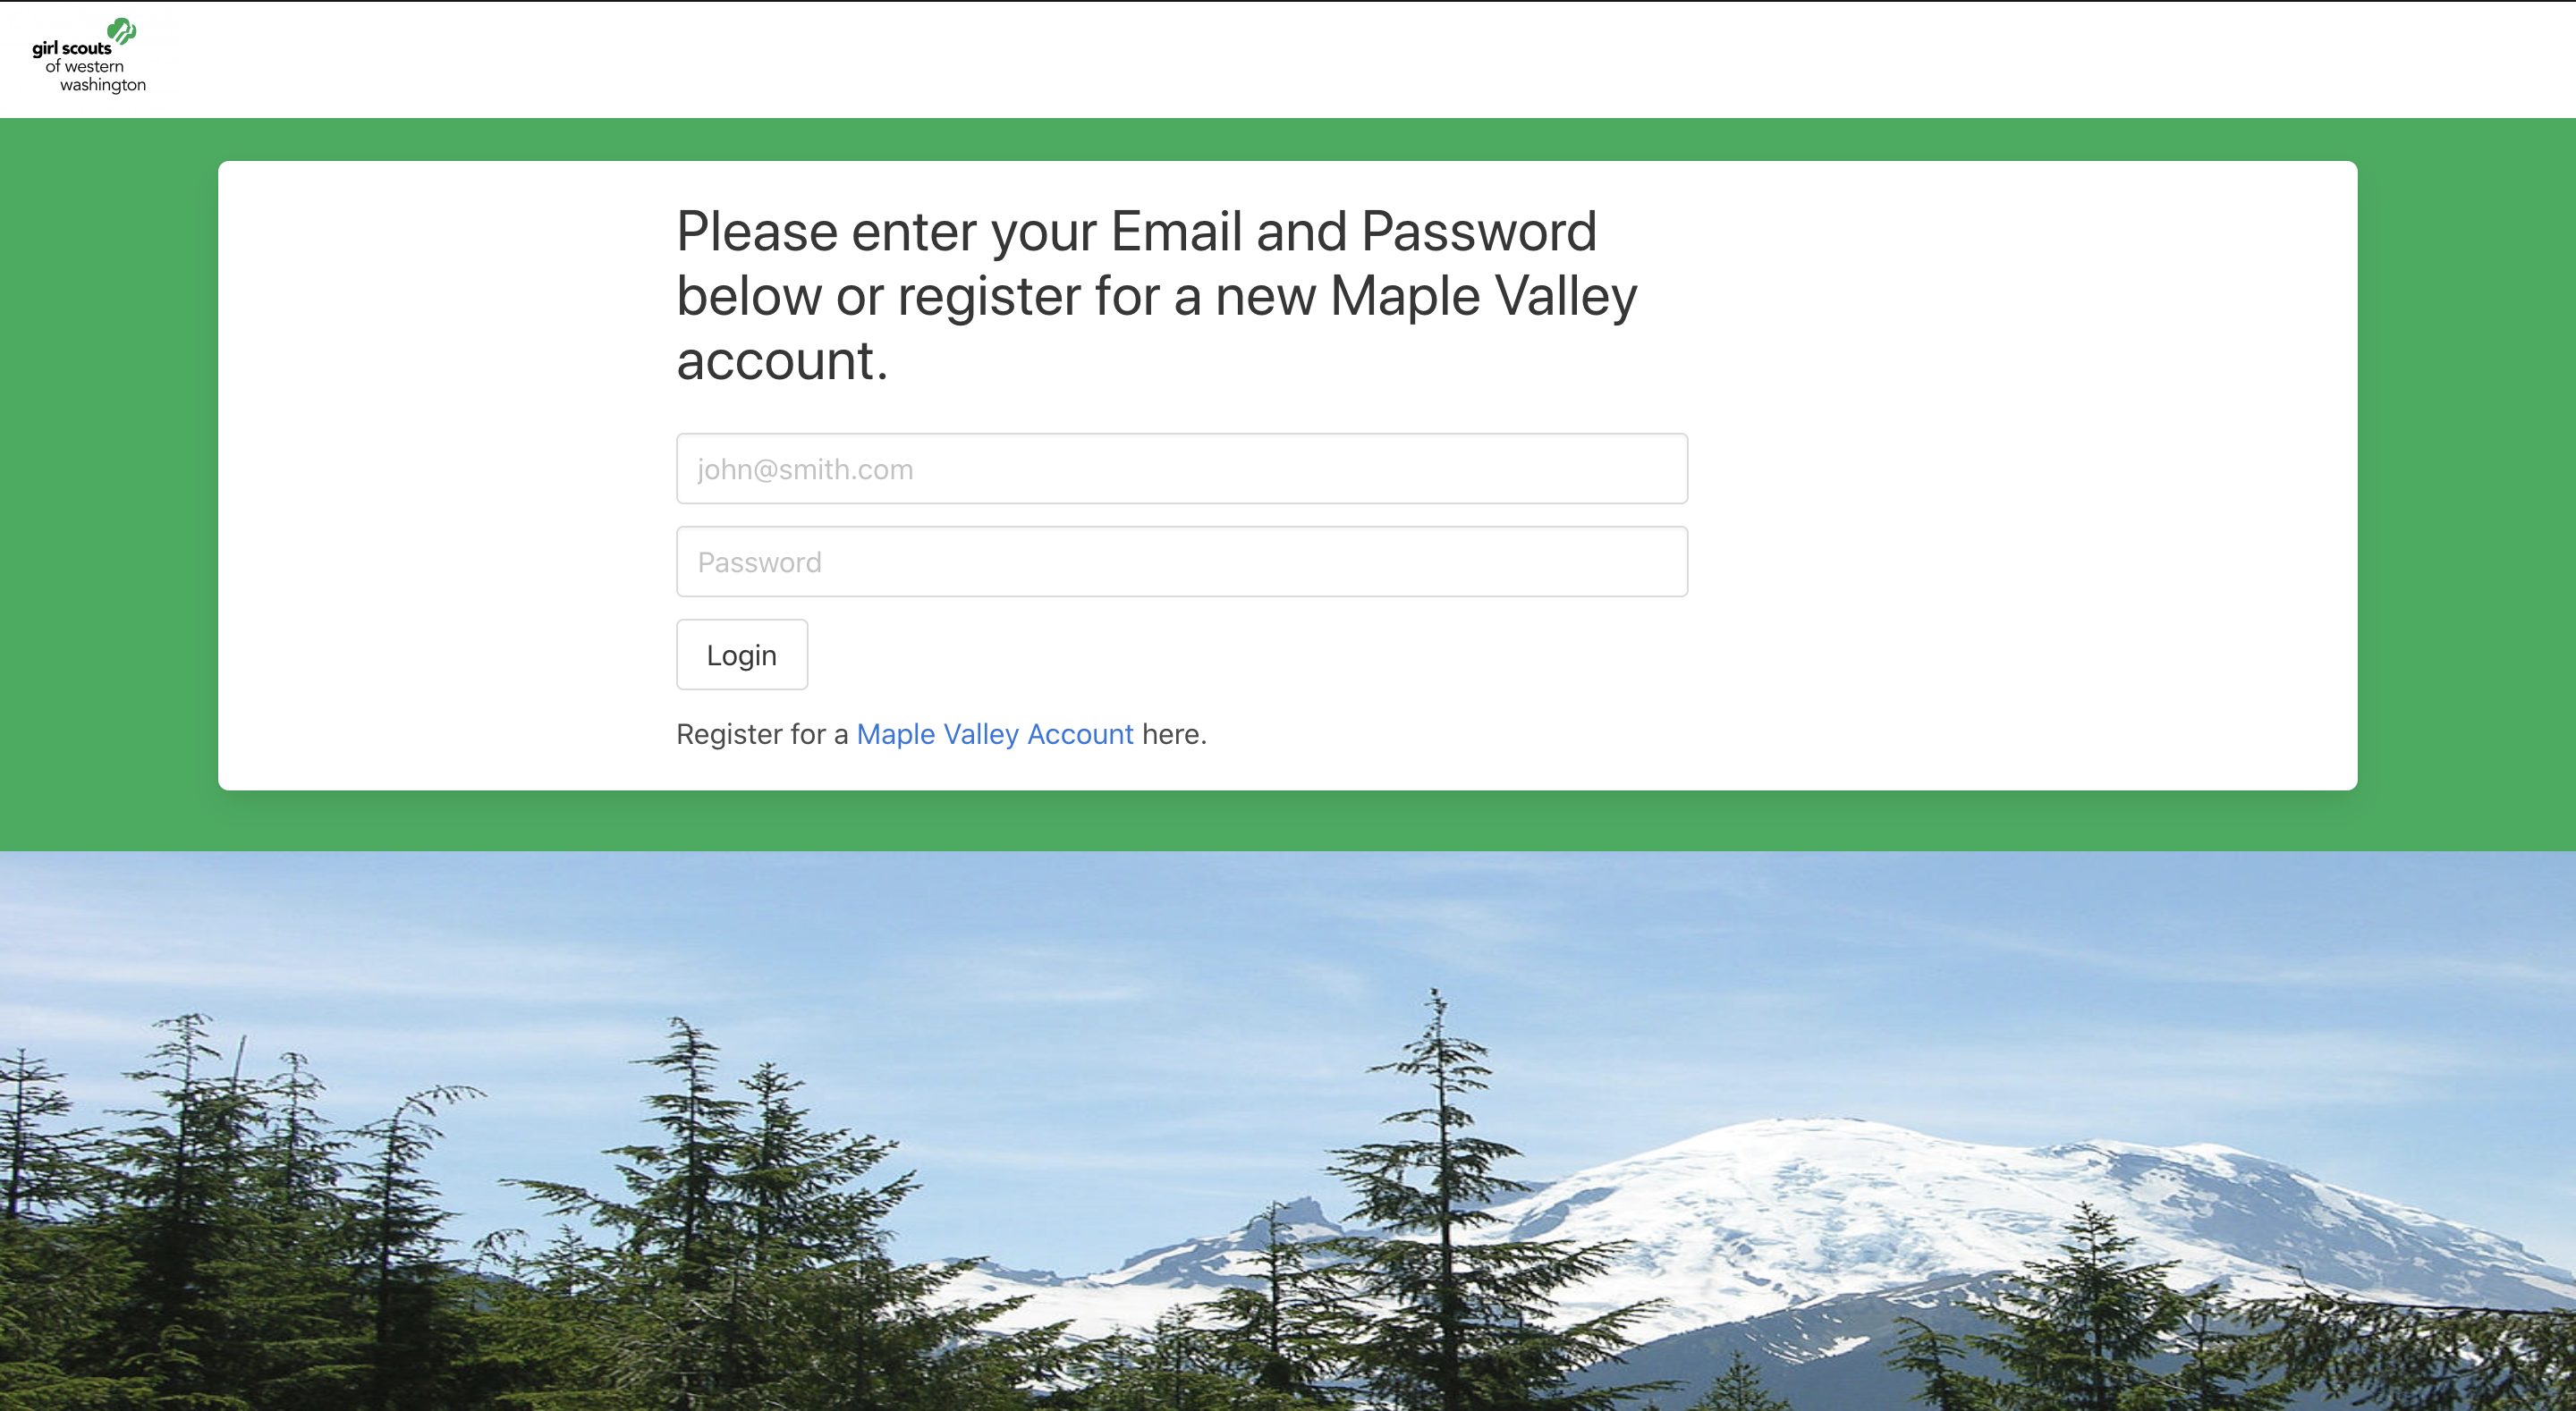 girl scouts
of western
washington
Please enter your Email and Password
below or register for a new Maple Valley
account.
john@smith.com
Password
Login
Register for a Maple Valley Account here.